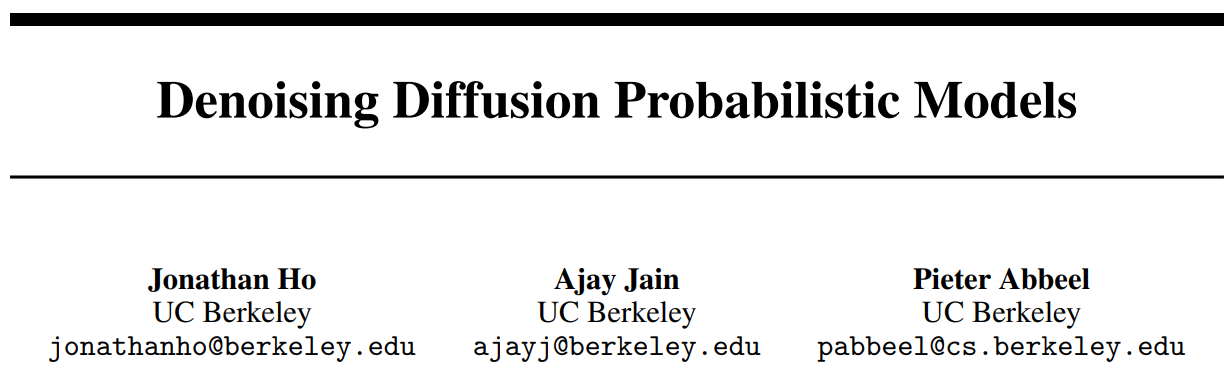 Denoising Diffusion Probabilistic Models
Jonathan Ho
UC Berkeley
jonathanho@berkeley.edu
Ajay Jain
UC Berkeley
ajayj@berkeley.edu
Pieter Abbeel
UC Berkeley
pabbeel@cs.berkeley.edu